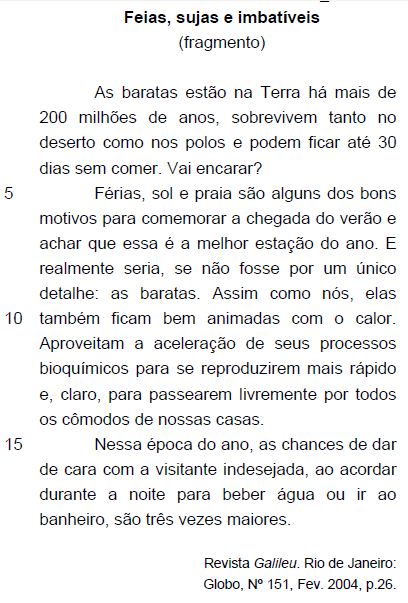 Feias, sujas e imbatíveis
(fragmento)
As baratas estão na Terra há mais de
200 milhões de anos, sobrevivem tanto no
deserto como nos polos e podem ficar até 30
dias sem comer. Vai encarar?
5 Férias, sol e praia são alguns dos bons
motivos para comemorar a chegada do verão e
achar que essa é a melhor estação do ano. E
realmente seria, se não fosse por um único
detalhe: as baratas. Assim como nós, elas
10 também ficam bem animadas com o calor.
Aproveitam a aceleração de seus processos
bioquímicos para se reproduzirem mais rápido
e, claro, para passearem livremente por todos
os cômodos de nossas casas.
15 Nessa época do ano, as chances de dar
de cara com a visitante indesejada, ao acordar
durante a noite para beber água ou ir ao
banheiro, são três vezes maiores.
Revista Galileu. Rio de Janeiro:
Globo, Nº 151, Fev. 2004, p.26.